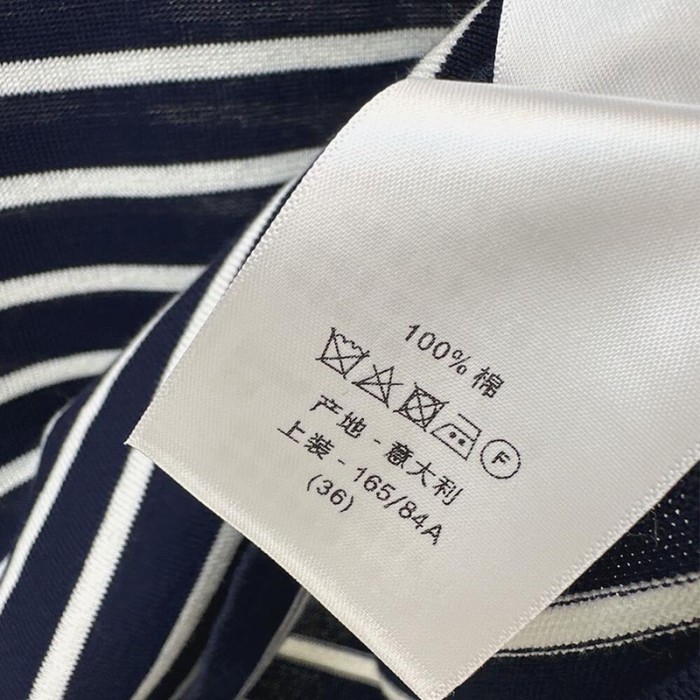 100% 棉
F
产地 - 意大利
上装 - 165/84A
(36)